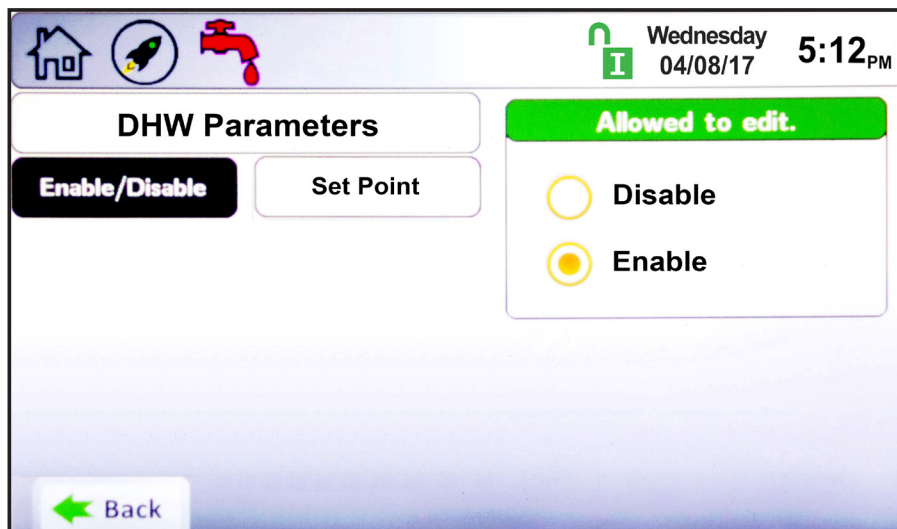 Wednesday
04/08/17
5:12PM
I
DHW Parameters
Enable/Disable
Set Point
Allowed to edit.
Disable
Enable
Back